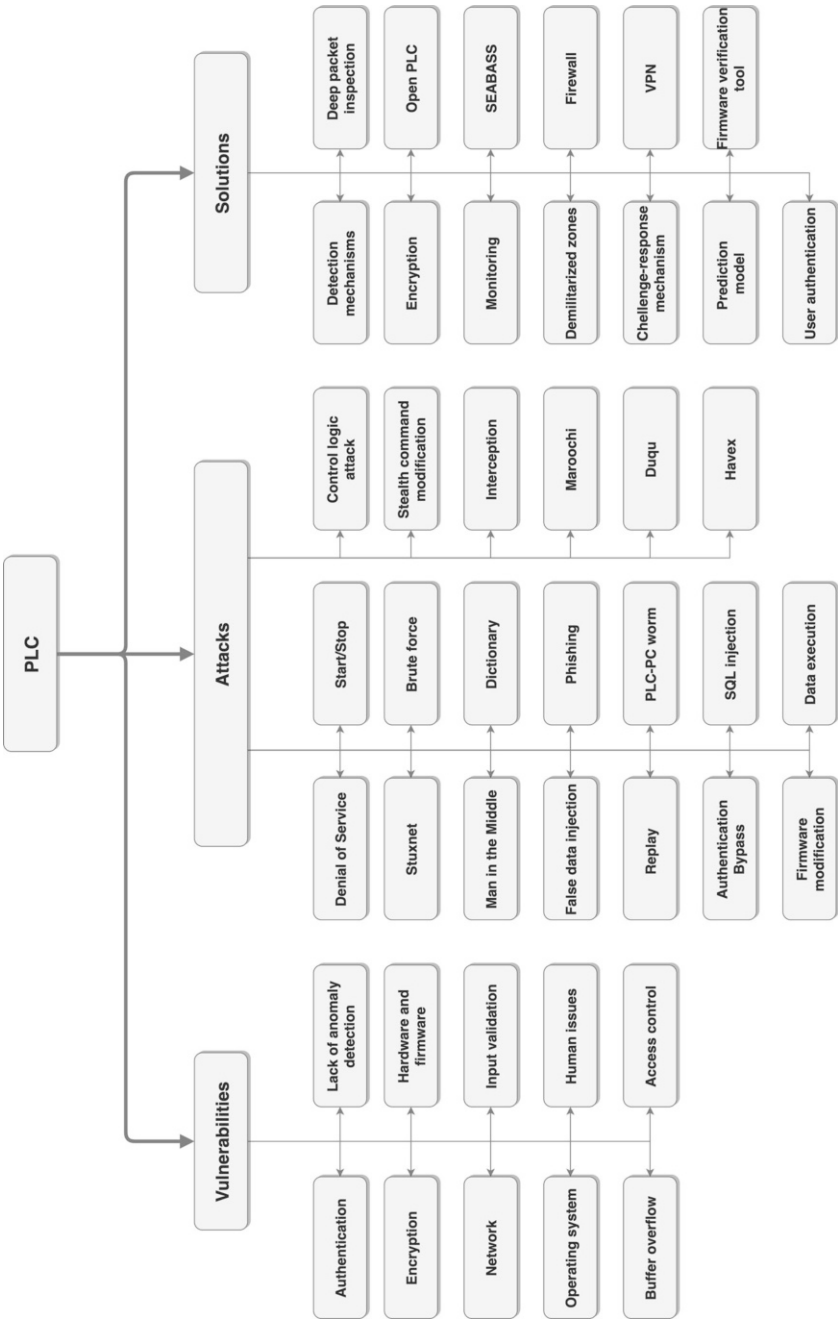 PLC
Vulnerabilities
Attacks
Solutions
Authentication
Lack of anomaly
detection
Encryption
Hardware and
firmware
Network
Input validation
Operating system
Human issues
Buffer overflow
Access control
Denial of Service
Start/Stop
Stuxnet
Brute force
Man in the Middle
Dictionary
False data injection
Phishing
Replay
PLC-PC worm
Authentication
Bypass
SQL injection
Firmware
modification
Data execution
Control logic
attack
Stealth command
modification
Interception
Maroochi
Duqu
Havex
Detection
mechanisms
Deep packet
inspection
Encryption
Open PLC
Monitoring
SEABASS
Demilitarized zones
Firewall
Chellenge-response
mechanism
VPN
Prediction
model
Firmware verification
tool
User authentication